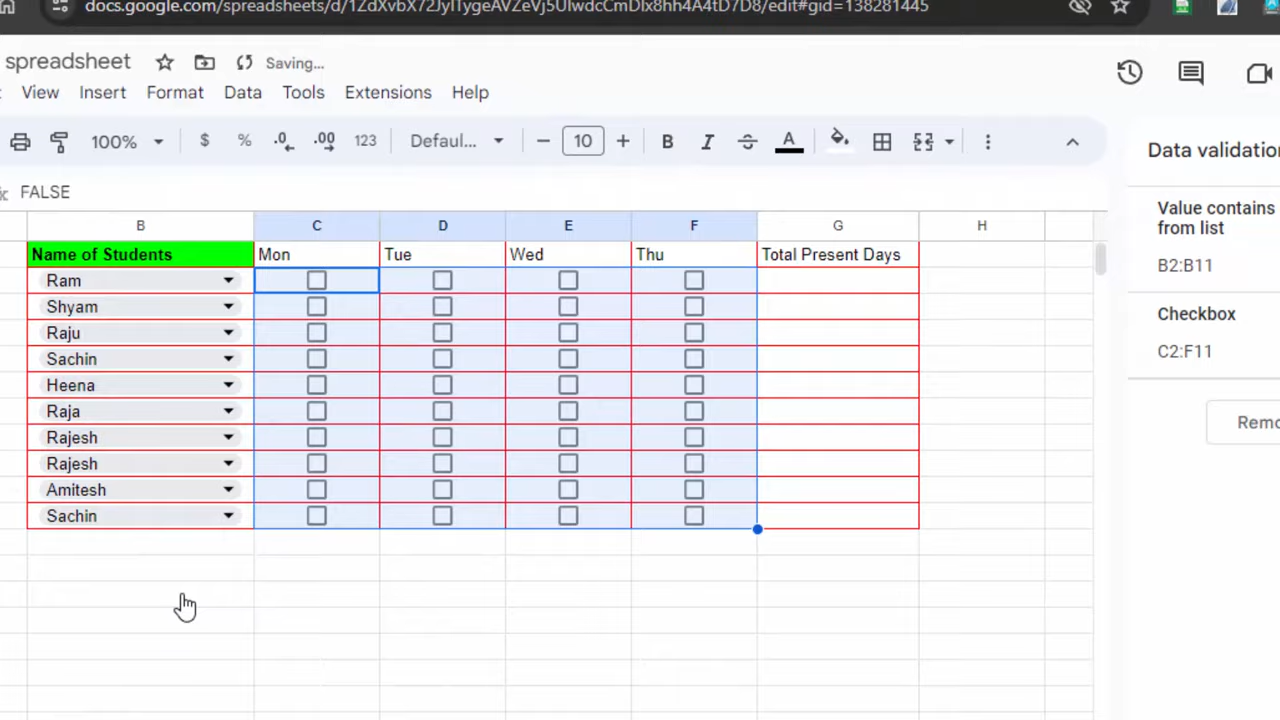 docs.google.com/spreadsheets/d/1ZdXvbX72JyITygeAVZeVj5UIwdcCmDlx8hh4A4tD7D8/edit#gid=138281445
spreadsheet Saving...
View Insert Format Data Tools Extensions Help
100% $ % .0 .00 123 Defaul... 10 B I S A
FALSE
Data validation
B C D E F G H
Name of Students Mon Tue Wed Thu Total Present Days
Ram
Shyam
Raju
Sachin
Heena
Raja
Rajesh
Rajesh
Amitesh
Sachin
Value contains
from list
B2:B11
Checkbox
C2:F11
Remo